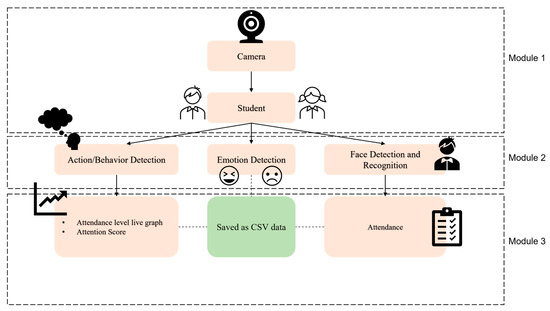 Camera
Module 1
Student
Action/Behavior Detection
Emotion Detection
Face Detection and
Recognition
Module 2
• Attendance level live graph
• Attention Score
Saved as CSV data
Attendance
Module 3